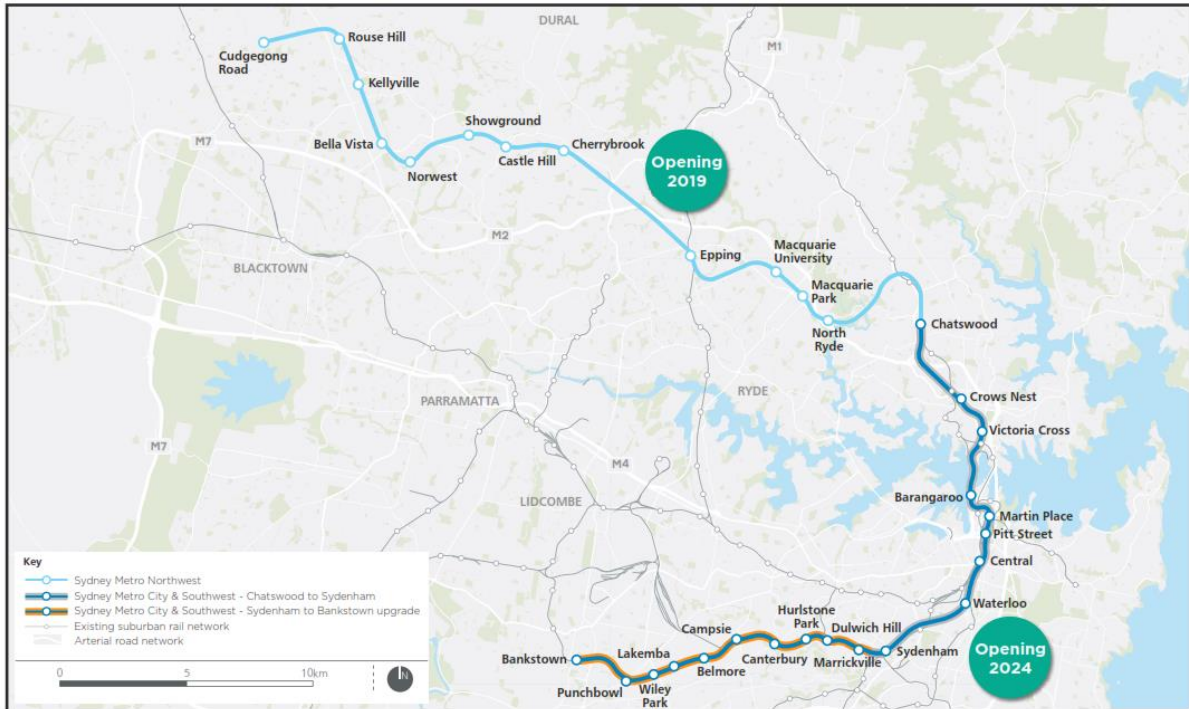 DURAL
M1
Cudgegong
Road
Rouse Hill
Kellyville
Bella Vista
M7
Norwest
Showground
Castle Hill
Cherrybrook
Opening
2019
M2
BLACKTOWN
Epping
Macquarie
University
Macquarie
Park
North
Ryde
Chatswood
RYDE
PARRAMATTA
Crows Nest
Victoria Cross
M7
M4
Barangaroo
Martin Place
Pitt Street
LIDCOMBE
Central
Waterloo
Hurlstone
Park
Dulwich Hill
Campsie
Canterbury
Marrickville
Sydenham
Bankstown
Lakemba
Belmore
Punchbowl
Wiley
Park
Opening
2024
Key
Sydney Metro Northwest
Sydney Metro City & Southwest - Chatswood to Sydenham
Sydney Metro City & Southwest - Sydenham to Bankstown upgrade
Existing suburban rail network
Arterial road network
0
5
10km
N